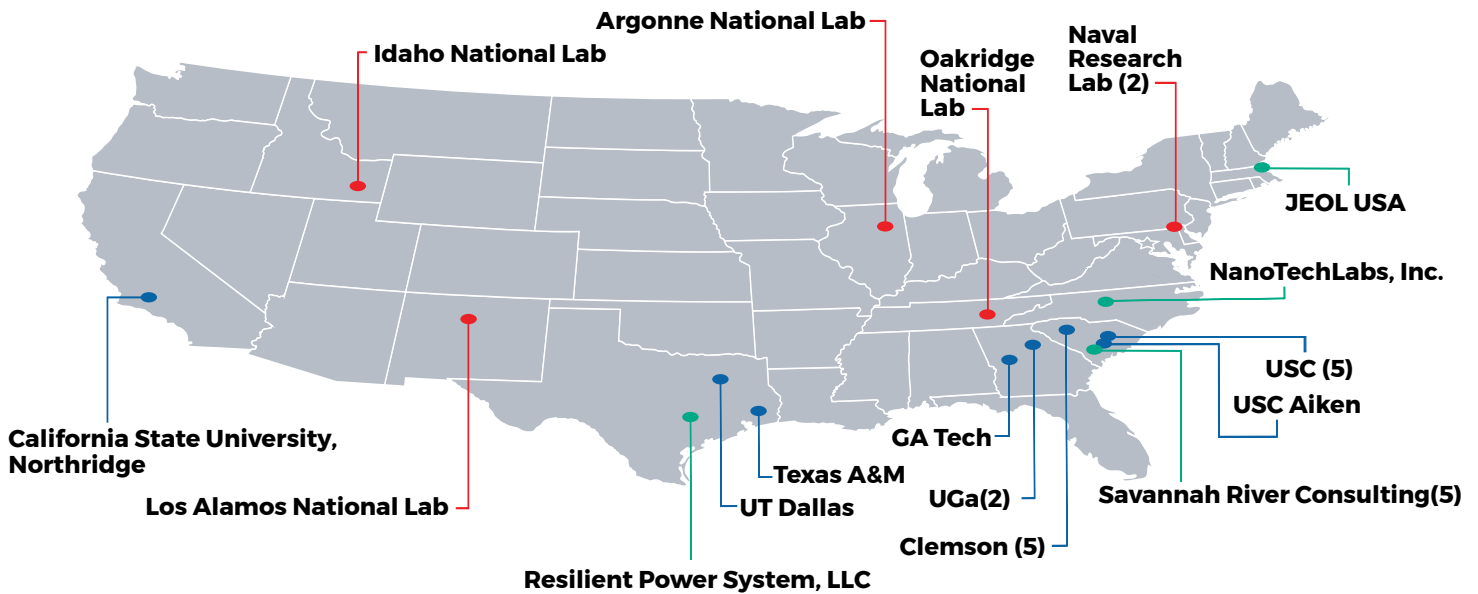 Argonne National Lab
Idaho National Lab
Oakridge
National
Lab
Naval
Research
Lab (2)
JEOL USA
NanoTechLabs, Inc.
USC (5)
USC Aiken
California State University,
Northridge
GA Tech
Texas A&M
UGa(2)
Savannah River Consulting(5)
Los Alamos National Lab
UT Dallas
Clemson (5)
Resilient Power System, LLC